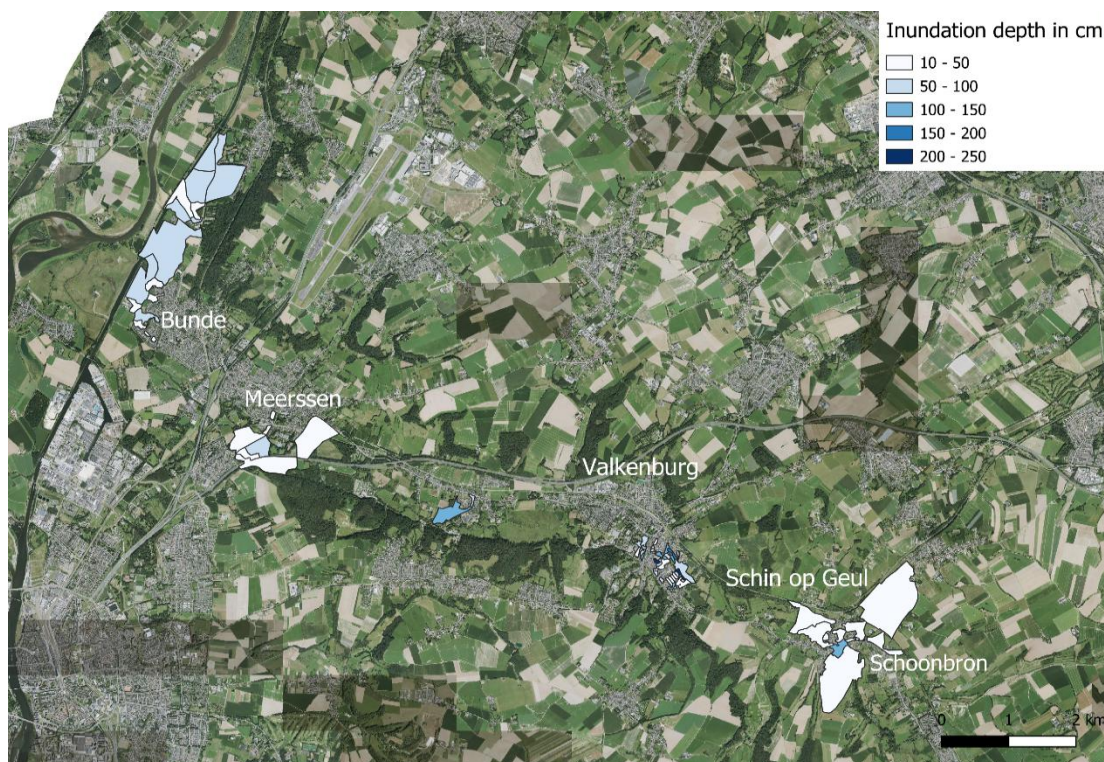 Inundation depth in cm
10 - 50
50 - 100
100 - 150
150 - 200
200 - 250
Bunde
Meerssen
Valkenburg
Schin op Geul
Schoonbron
0 1 2 km